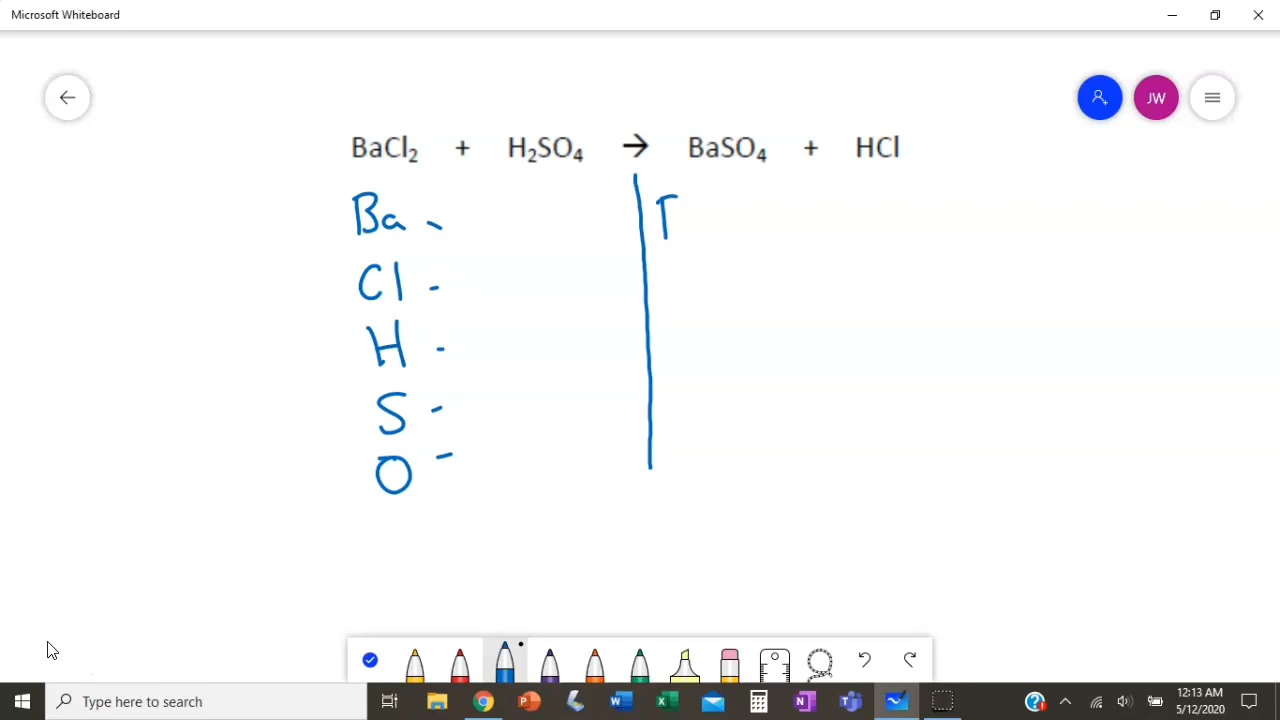 Microsoft Whiteboard
JW
BaCl₂ + H₂SO₄ → BaSO₄ + HCl
Ba -
Cl -
H -
S -
O -
Type here to search
12:13 AM
5/12/2020